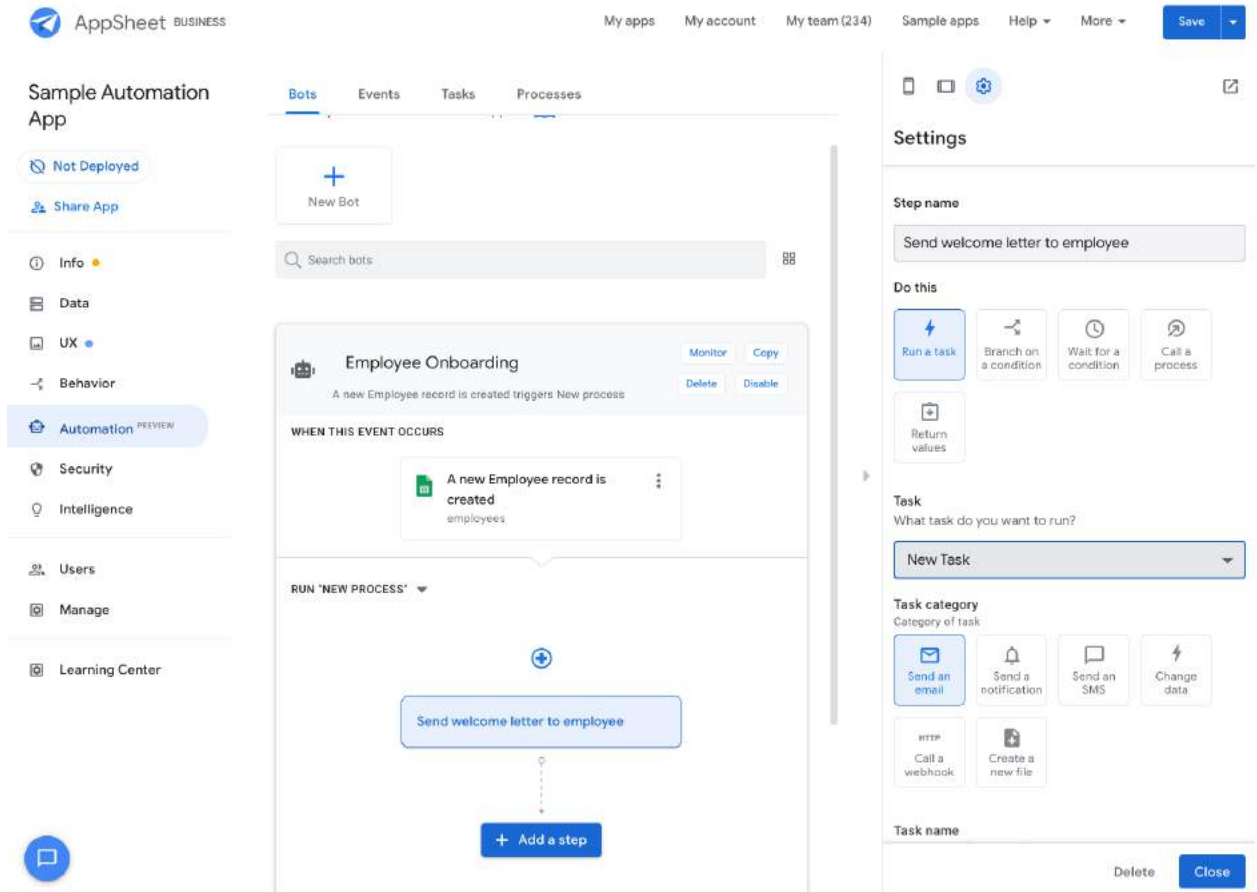 AppSheet BUSINESS
My apps
My account
My team (234)
Sample apps
Help
More
Save
Sample Automation
App
Not Deployed
Share App
Info
Data
UX
Behavior
Automation PREVIEW
Security
Intelligence
Users
Manage
Learning Center
Bots
Events
Tasks
Processes
New Bot
Search bots
Employee Onboarding
A new Employee record is created triggers New process
Monitor
Copy
Delete
Disable
WHEN THIS EVENT OCCURS
A new Employee record is
created
employees
RUN "NEW PROCESS"
Send welcome letter to employee
+ Add a step
Settings
Step name
Send welcome letter to employee
Do this
Run a task
Branch on
a condition
Wait for a
condition
Call a
process
Return
values
Task
What task do you want to run?
New Task
Task category
Category of task
Send an
email
Send a
notification
Send an
SMS
Change
data
HTTP
Call a
webhook
Create a
new file
Task name
Delete
Close